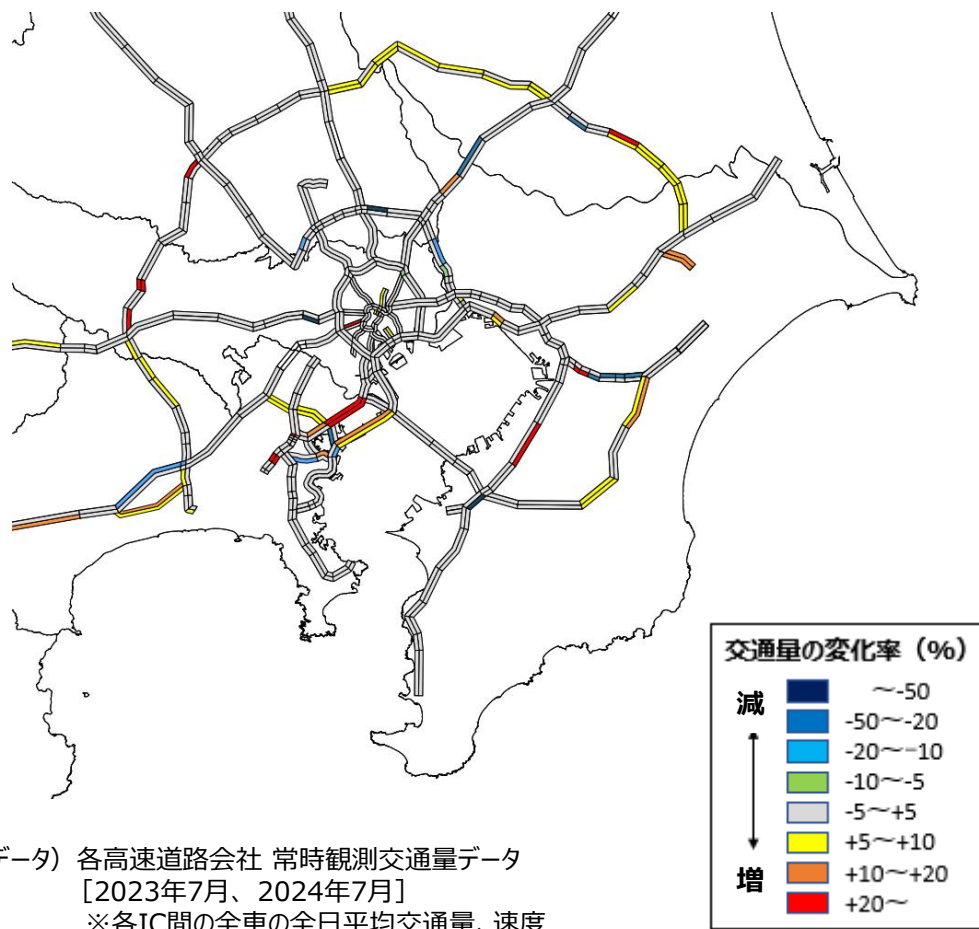 交通量の変化率（%）
減
～-50
-50～-20
-20～-10
-10～-5
-5～+5
+5～+10
増
+10～+20
+20～
データ）各高速道路会社 常時観測交通量データ
[2023年7月、2024年7月]
※各IC間の全車の全日平均交通量、速度